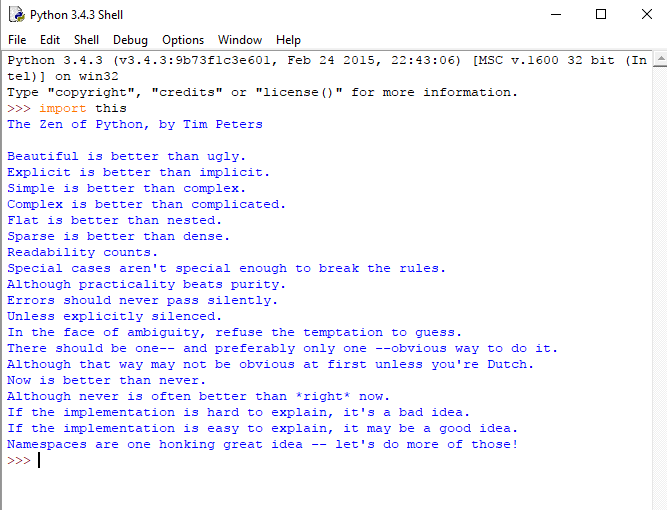 Python 3.4.3 Shell
File Edit Shell Debug Options Window Help
Python 3.4.3 (v3.4.3:9b73f1c3e601, Feb 24 2015, 22:43:06) [MSC v.1600 32 bit (In
tel)] on win32
Type "copyright", "credits" or "license()" for more information.
>>> import this
The Zen of Python, by Tim Peters

Beautiful is better than ugly.
Explicit is better than implicit.
Simple is better than complex.
Complex is better than complicated.
Flat is better than nested.
Sparse is better than dense.
Readability counts.
Special cases aren't special enough to break the rules.
Although practicality beats purity.
Errors should never pass silently.
Unless explicitly silenced.
In the face of ambiguity, refuse the temptation to guess.
There should be one-- and preferably only one --obvious way to do it.
Although that way may not be obvious at first unless you're Dutch.
Now is better than never.
Although never is often better than *right* now.
If the implementation is hard to explain, it's a bad idea.
If the implementation is easy to explain, it may be a good idea.
Namespaces are one honking great idea -- let's do more of those!
>>>